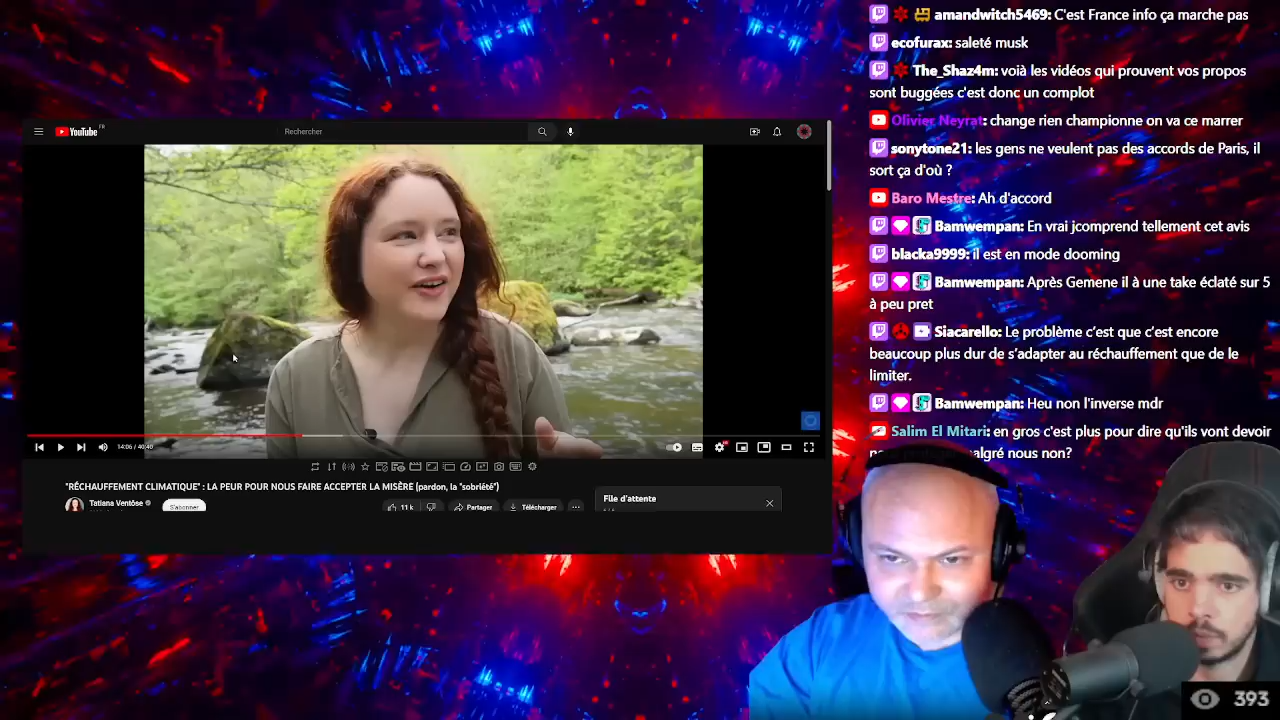 amandwitch5469: C'est France info ça marche pas
ecofurax: saleté musk
The_Shaz4m: voià les vidéos qui prouvent vos propos
sont buggées c'est donc un complot
Olivier Neyrat: change rien championne on va ce marrer
sonytone21: les gens ne veulent pas des accords de Paris, il
sort ça d'où ?
Baro Mestre: Ah d'accord
Bamwempan: En vrai jcomprend tellement cet avis
blacka9999: il est en mode dooming
Bamwempan: Après Gemene il à une take éclaté sur 5
à peu pret
Siacarello: Le problème c'est que c'est encore
beaucoup plus dur de s'adapter au réchauffement que de le
limiter.
Bamwempan: Heu non l'inverse mdr
Salim El Mitari: en gros c'est plus pour dire qu'ils vont devoir
malgré nous non?
YouTube FR
Rechercher
14:06 / 40:40
"RÉCHAUFFEMENT CLIMATIQUE" : LA PEUR POUR NOUS FAIRE ACCEPTER LA MISÈRE (pardon, la "sobriété")
Tatiana Ventôse
S'abonner
11 k
Partager
Télécharger
File d'attente
393